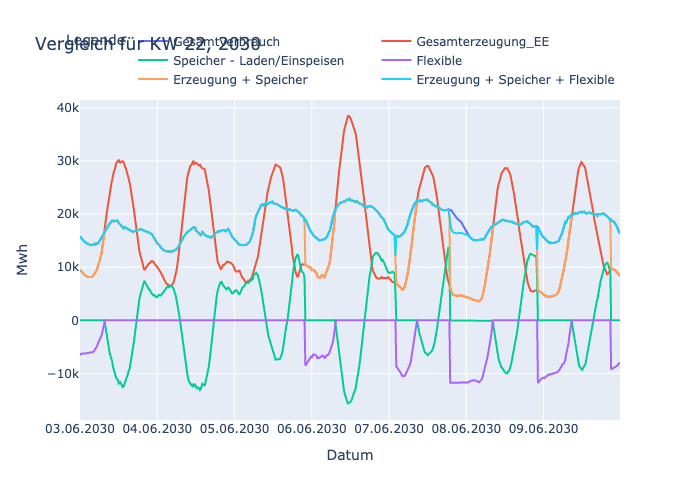 Vergleich für KW 22, 2030
Legende
Gesamtverbrauch
Gesamterzeugung_EE
Speicher - Laden/Einspeisen
Flexible
Erzeugung + Speicher
Erzeugung + Speicher + Flexible
40k
30k
20k
10k
0
−10k
Mwh
03.06.2030
04.06.2030
05.06.2030
06.06.2030
07.06.2030
08.06.2030
09.06.2030
Datum